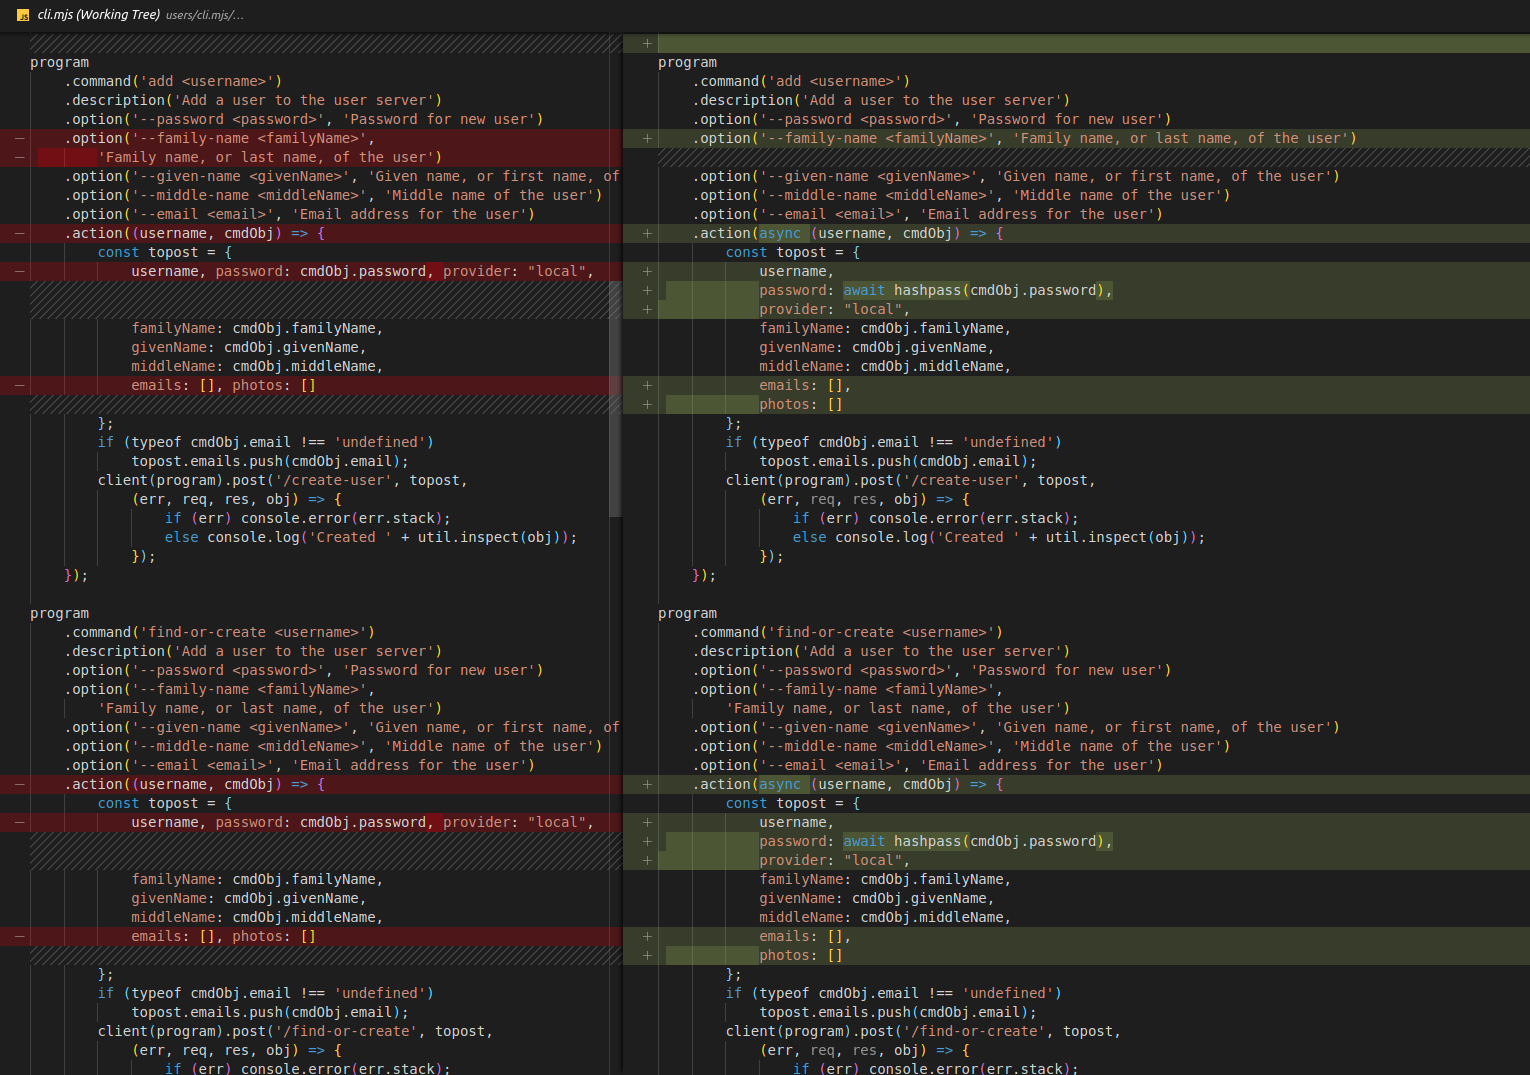 cli.mjs (Working Tree) users/cli.mjs/...
program
    .command('add <username>')
    .description('Add a user to the user server')
    .option('--password <password>', 'Password for new user')
−   .option('--family-name <familyName>',
−       'Family name, or last name, of the user')
    .option('--given-name <givenName>', 'Given name, or first name, of
    .option('--middle-name <middleName>', 'Middle name of the user')
    .option('--email <email>', 'Email address for the user')
−   .action((username, cmdObj) => {
        const topost = {
−           username, password: cmdObj.password, provider: "local",
            familyName: cmdObj.familyName,
            givenName: cmdObj.givenName,
            middleName: cmdObj.middleName,
−           emails: [], photos: []
        };
        if (typeof cmdObj.email !== 'undefined')
            topost.emails.push(cmdObj.email);
        client(program).post('/create-user', topost,
            (err, req, res, obj) => {
                if (err) console.error(err.stack);
                else console.log('Created ' + util.inspect(obj));
            });
    });
program
    .command('find-or-create <username>')
    .description('Add a user to the user server')
    .option('--password <password>', 'Password for new user')
    .option('--family-name <familyName>',
        'Family name, or last name, of the user')
    .option('--given-name <givenName>', 'Given name, or first name, of
    .option('--middle-name <middleName>', 'Middle name of the user')
    .option('--email <email>', 'Email address for the user')
−   .action((username, cmdObj) => {
        const topost = {
−           username, password: cmdObj.password, provider: "local",
            familyName: cmdObj.familyName,
            givenName: cmdObj.givenName,
            middleName: cmdObj.middleName,
−           emails: [], photos: []
        };
        if (typeof cmdObj.email !== 'undefined')
            topost.emails.push(cmdObj.email);
        client(program).post('/find-or-create', topost,
            (err, req, res, obj) => {
                if (err) console.error(err.stack);
+
program
    .command('add <username>')
    .description('Add a user to the user server')
    .option('--password <password>', 'Password for new user')
+   .option('--family-name <familyName>', 'Family name, or last name, of the user')
    .option('--given-name <givenName>', 'Given name, or first name, of the user')
    .option('--middle-name <middleName>', 'Middle name of the user')
    .option('--email <email>', 'Email address for the user')
+   .action(async (username, cmdObj) => {
        const topost = {
+           username,
+           password: await hashpass(cmdObj.password),
+           provider: "local",
            familyName: cmdObj.familyName,
            givenName: cmdObj.givenName,
            middleName: cmdObj.middleName,
+           emails: [],
+           photos: []
        };
        if (typeof cmdObj.email !== 'undefined')
            topost.emails.push(cmdObj.email);
        client(program).post('/create-user', topost,
            (err, req, res, obj) => {
                if (err) console.error(err.stack);
                else console.log('Created ' + util.inspect(obj));
            });
    });
program
    .command('find-or-create <username>')
    .description('Add a user to the user server')
    .option('--password <password>', 'Password for new user')
    .option('--family-name <familyName>',
        'Family name, or last name, of the user')
    .option('--given-name <givenName>', 'Given name, or first name, of the user')
    .option('--middle-name <middleName>', 'Middle name of the user')
    .option('--email <email>', 'Email address for the user')
+   .action(async (username, cmdObj) => {
        const topost = {
+           username,
+           password: await hashpass(cmdObj.password),
+           provider: "local",
            familyName: cmdObj.familyName,
            givenName: cmdObj.givenName,
            middleName: cmdObj.middleName,
+           emails: [],
+           photos: []
        };
        if (typeof cmdObj.email !== 'undefined')
            topost.emails.push(cmdObj.email);
        client(program).post('/find-or-create', topost,
            (err, req, res, obj) => {
                if (err) console.error(err.stack);